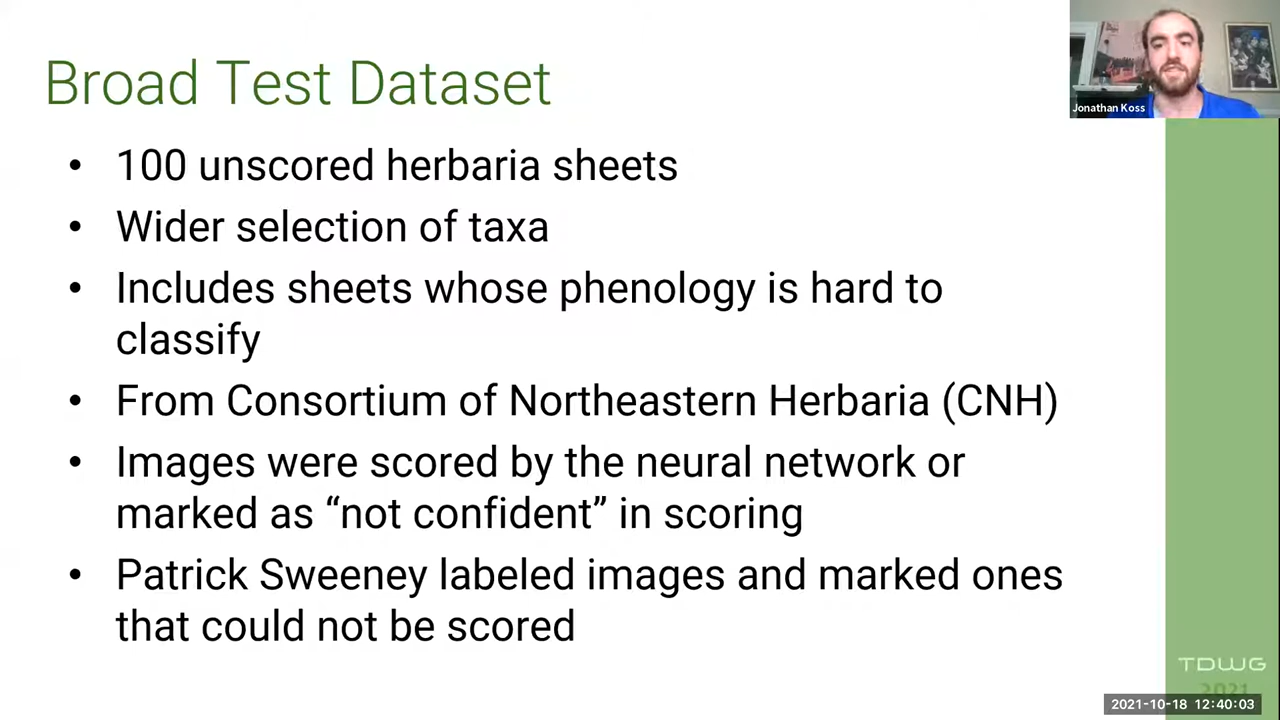 Broad Test Dataset
Jonathan Koss
• 100 unscored herbaria sheets
• Wider selection of taxa
• Includes sheets whose phenology is hard to
classify
• From Consortium of Northeastern Herbaria (CNH)
• Images were scored by the neural network or
marked as “not confident” in scoring
• Patrick Sweeney labeled images and marked ones
that could not be scored
TDWG
2021
2021-10-18 12:40:03